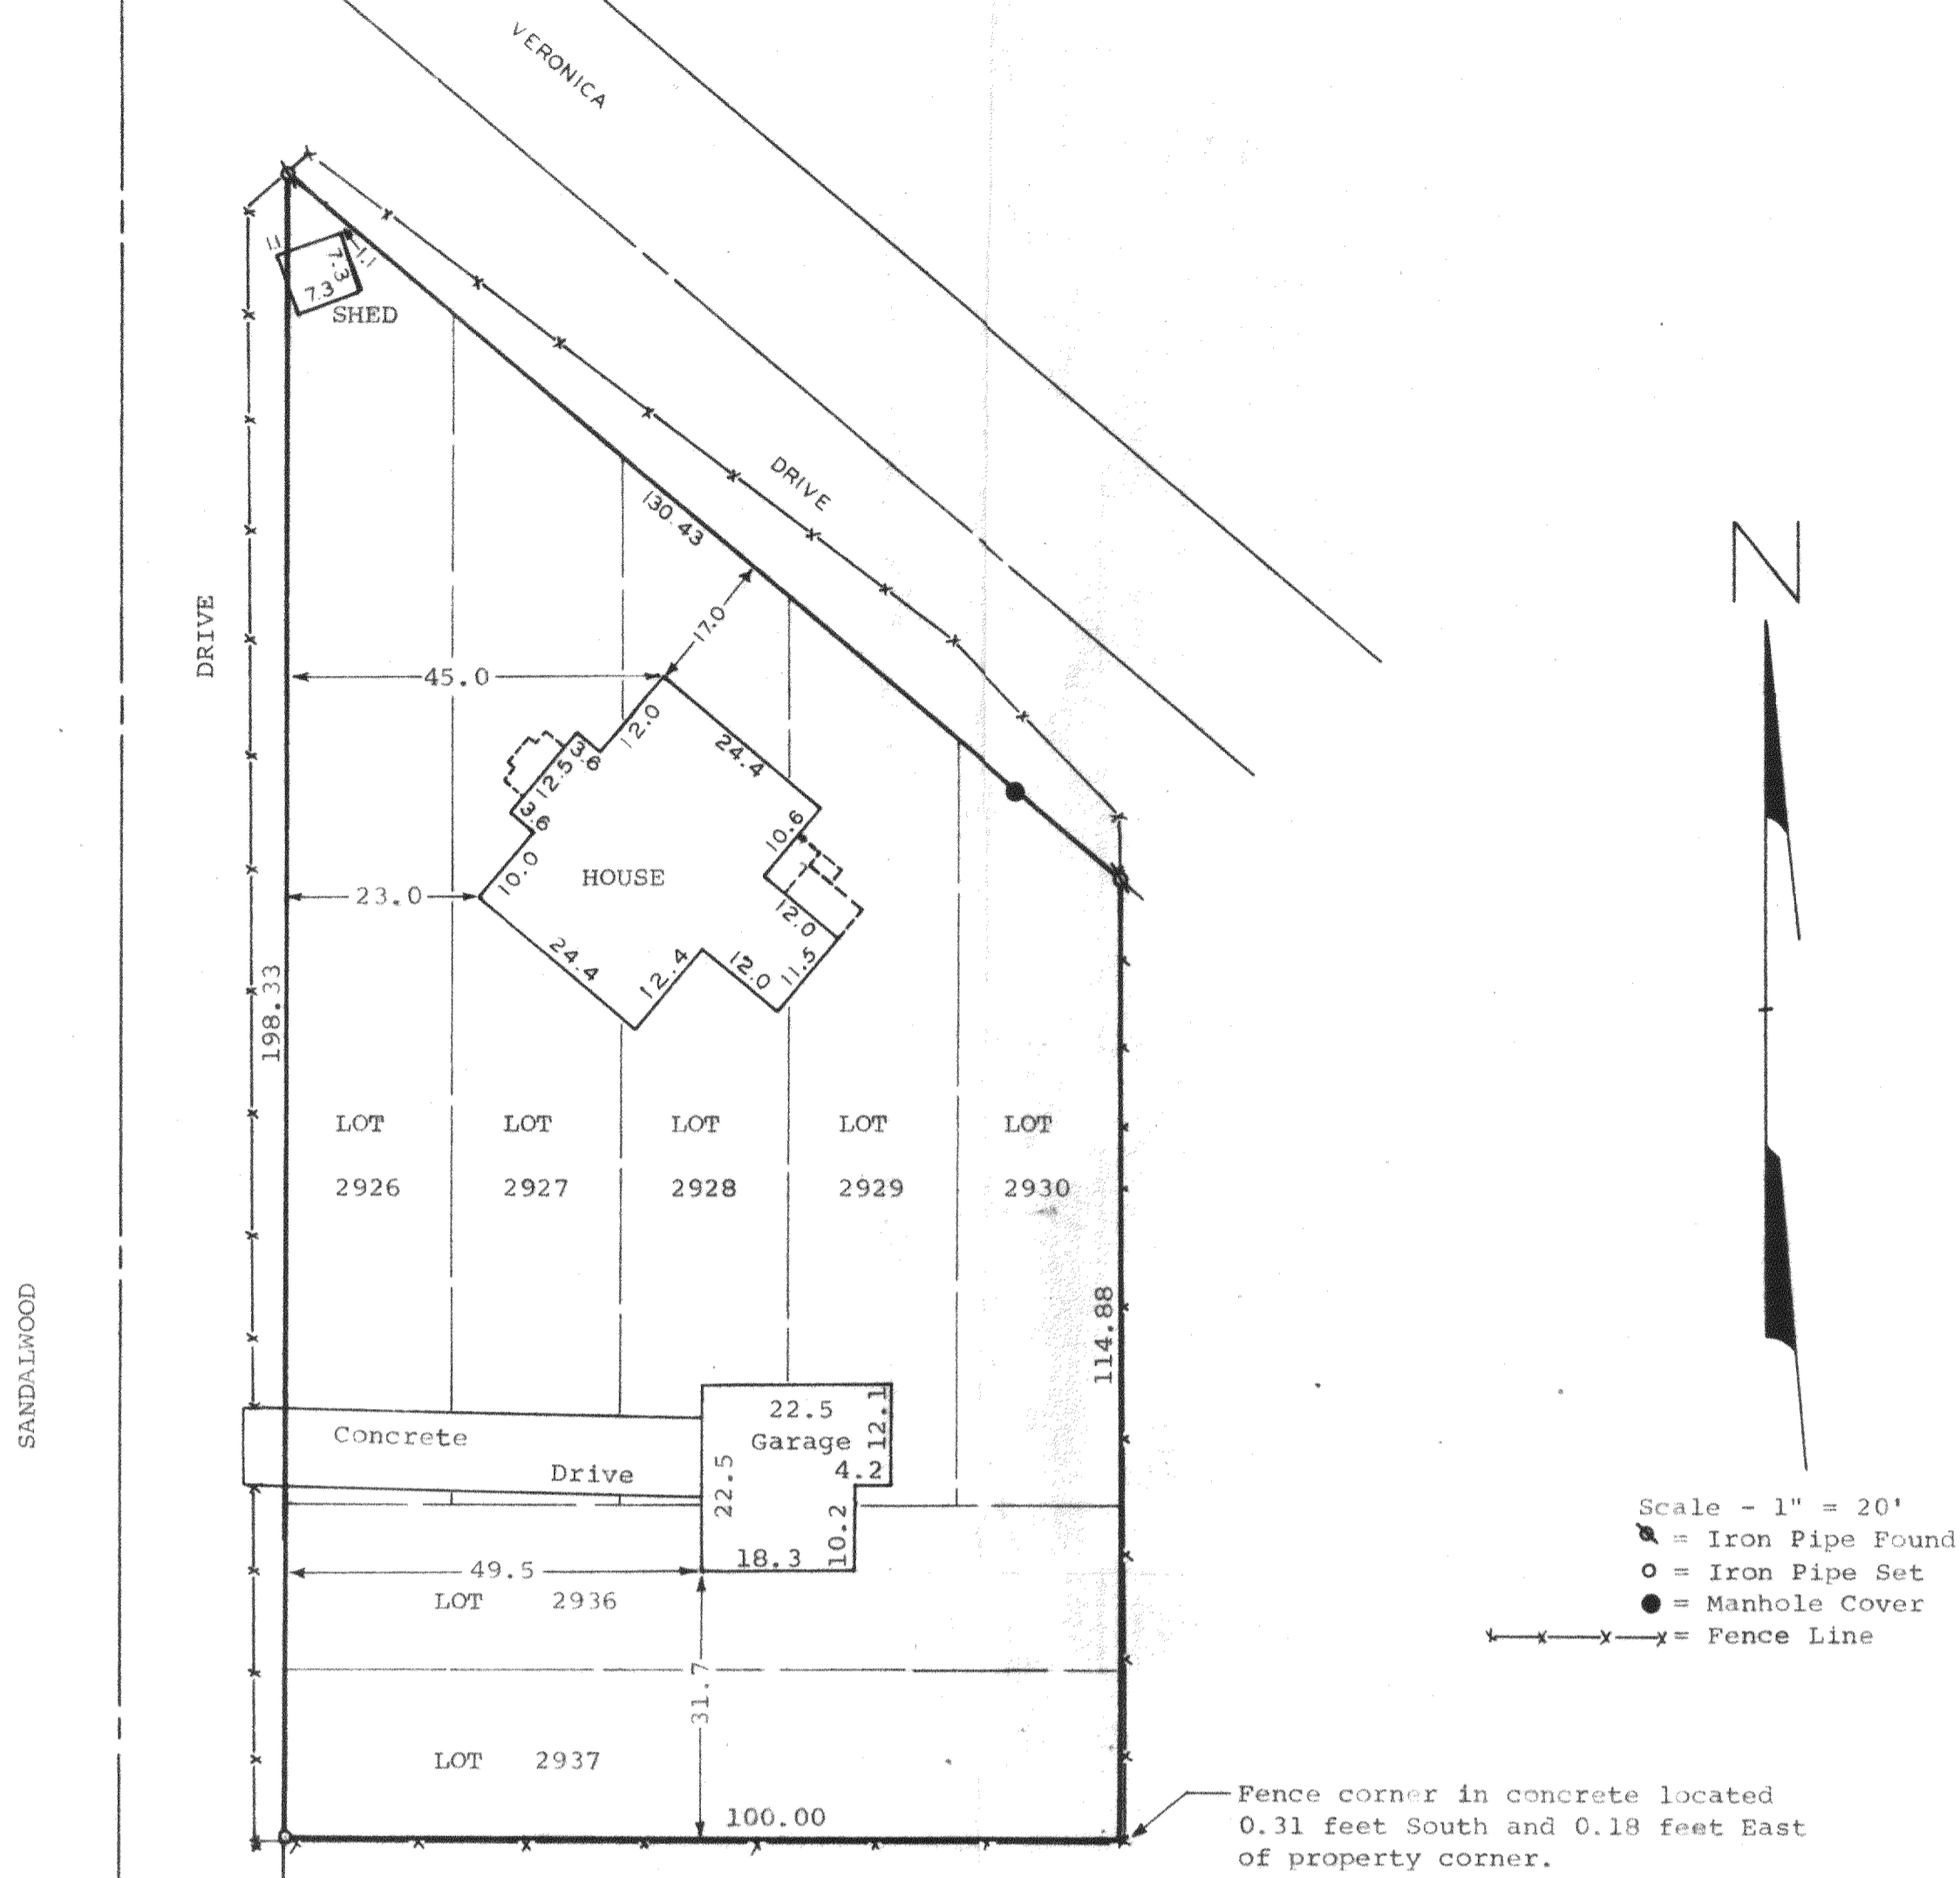 VERONICA
1.1
1.1
7.3
7.3
SHED
DRIVE
130.43
N
DRIVE
17.0
45.0
12.0
24.4
3.6
12.5
3.6
10.6
10.0
HOUSE
23.0
12.0
24.4
12.4
12.0
11.5
198.33
LOT LOT LOT LOT LOT
2926 2927 2928 2929 2930
SANDALWOOD
114.88
22.5
12.1
Concrete
Garage
Drive
22.5
4.2
10.2
18.3
49.5
LOT 2936
31.7
LOT 2937
100.00
Scale - 1" = 20'
= Iron Pipe Found
= Iron Pipe Set
= Manhole Cover
= Fence Line
Fence corner in concrete located
0.31 feet South and 0.18 feet East
of property corner.